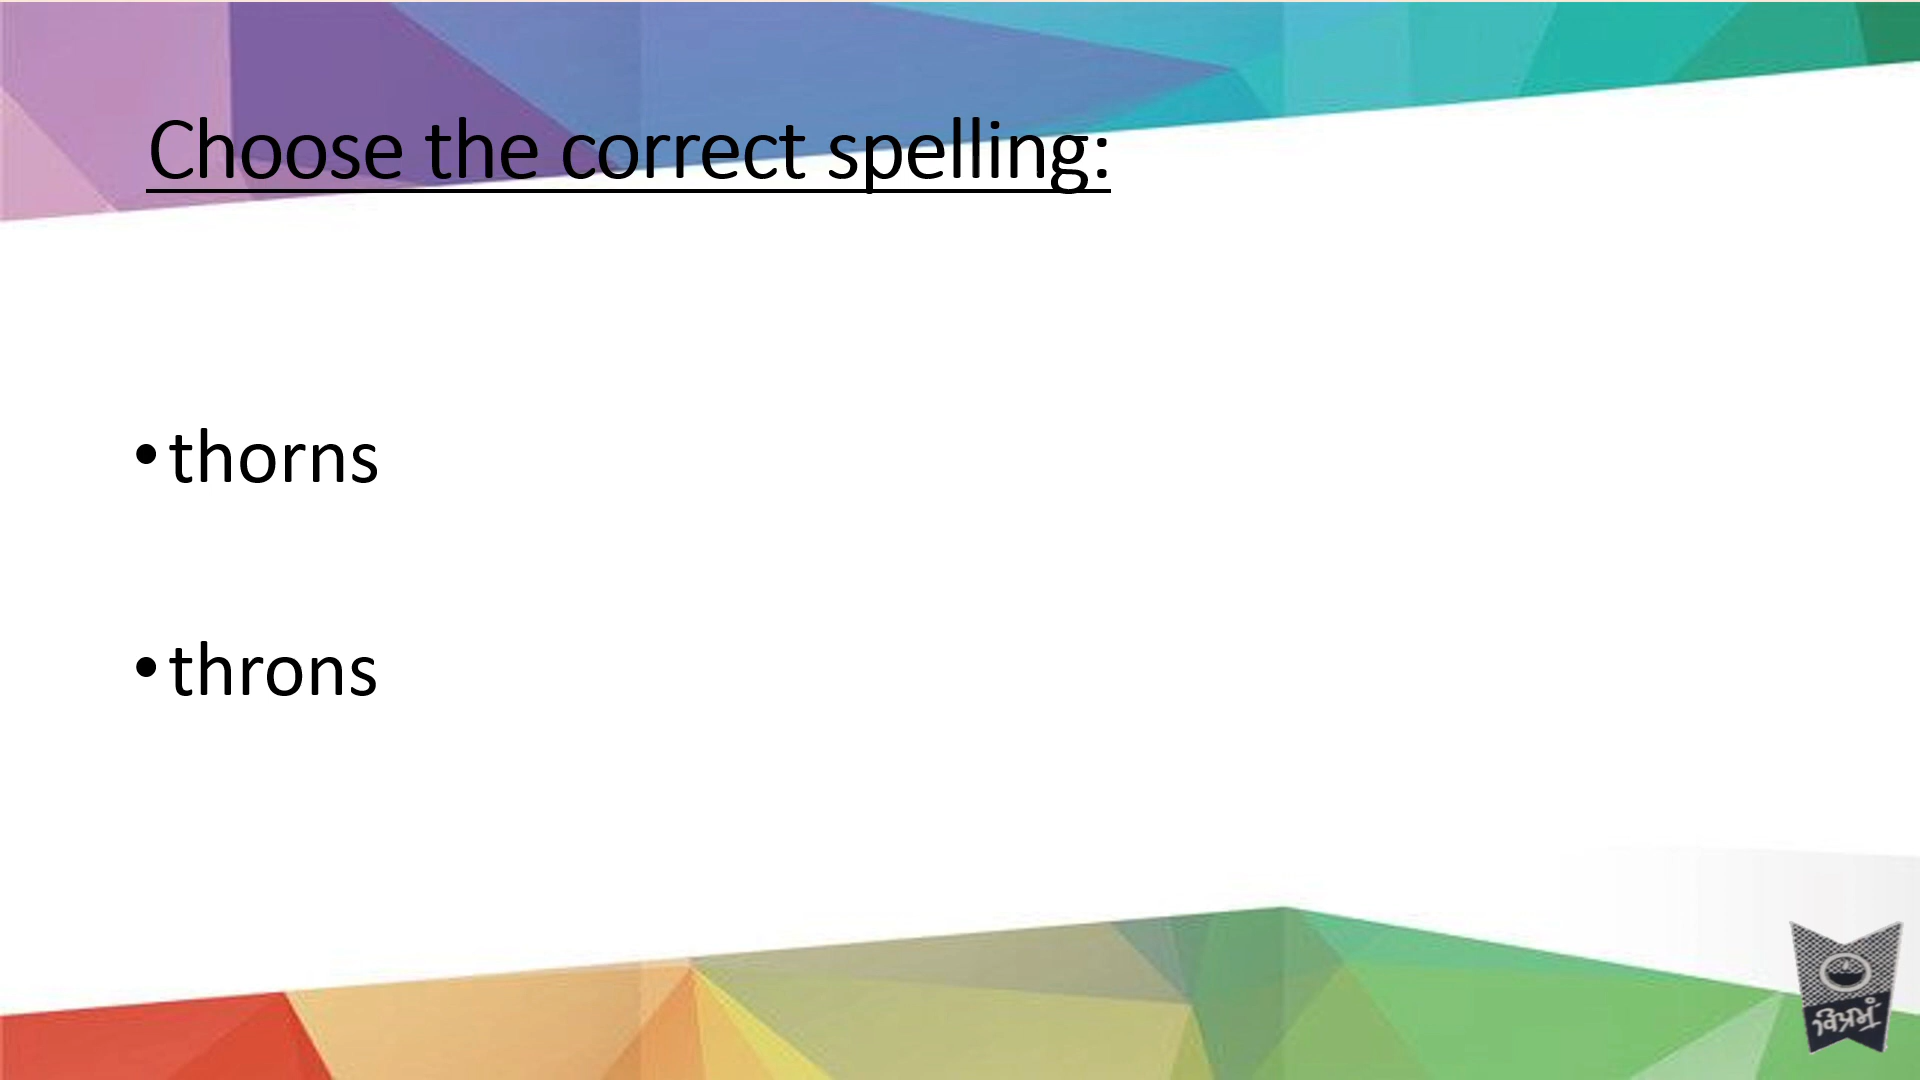 Choose the correct spelling:
•thorns
•throns